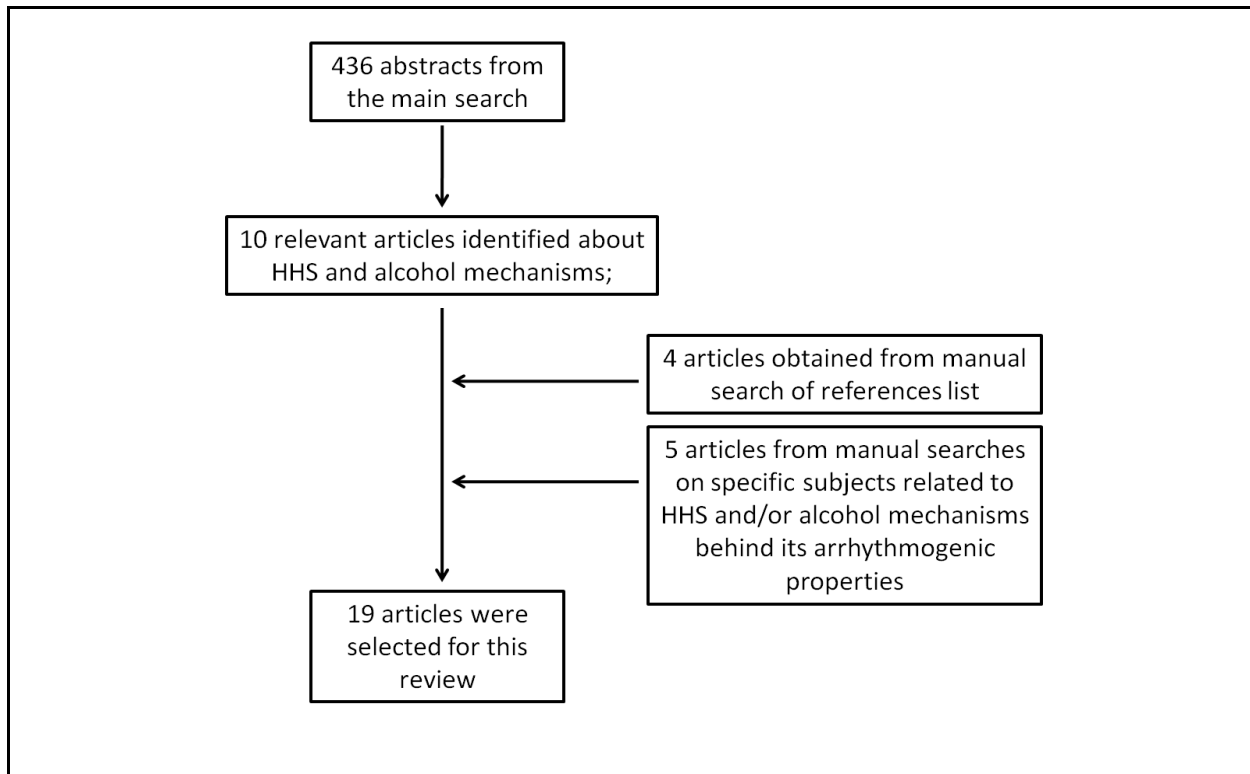 436 abstracts from
the main search
10 relevant articles identified about
HHS and alcohol mechanisms;
4 articles obtained from manual
search of references list
5 articles from manual searches
on specific subjects related to
HHS and/or alcohol mechanisms
behind its arrhythmogenic
properties
19 articles were
selected for this
review